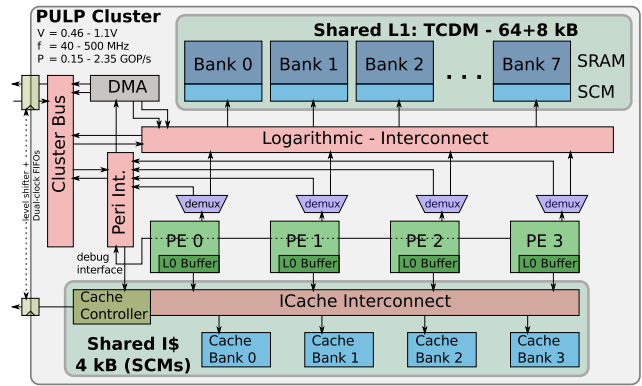 PULP Cluster
V = 0.46 - 1.1V
f = 40 - 500 MHz
P = 0.15 - 2.35 GOP/s
Shared L1: TCDM - 64+8 kB
Bank 0
Bank 1
Bank 2
. . .
Bank 7
SRAM
SCM
DMA
Cluster Bus
Logarithmic - Interconnect
Peri Int.
level shifter +
Dual-clock FIFOs
demux
demux
demux
demux
PE 0
PE 1
PE 2
PE 3
L0 Buffer
L0 Buffer
L0 Buffer
L0 Buffer
debug
interface
Cache
Controller
ICache Interconnect
Shared I$
4 kB (SCMs)
Cache
Bank 0
Cache
Bank 1
Cache
Bank 2
Cache
Bank 3